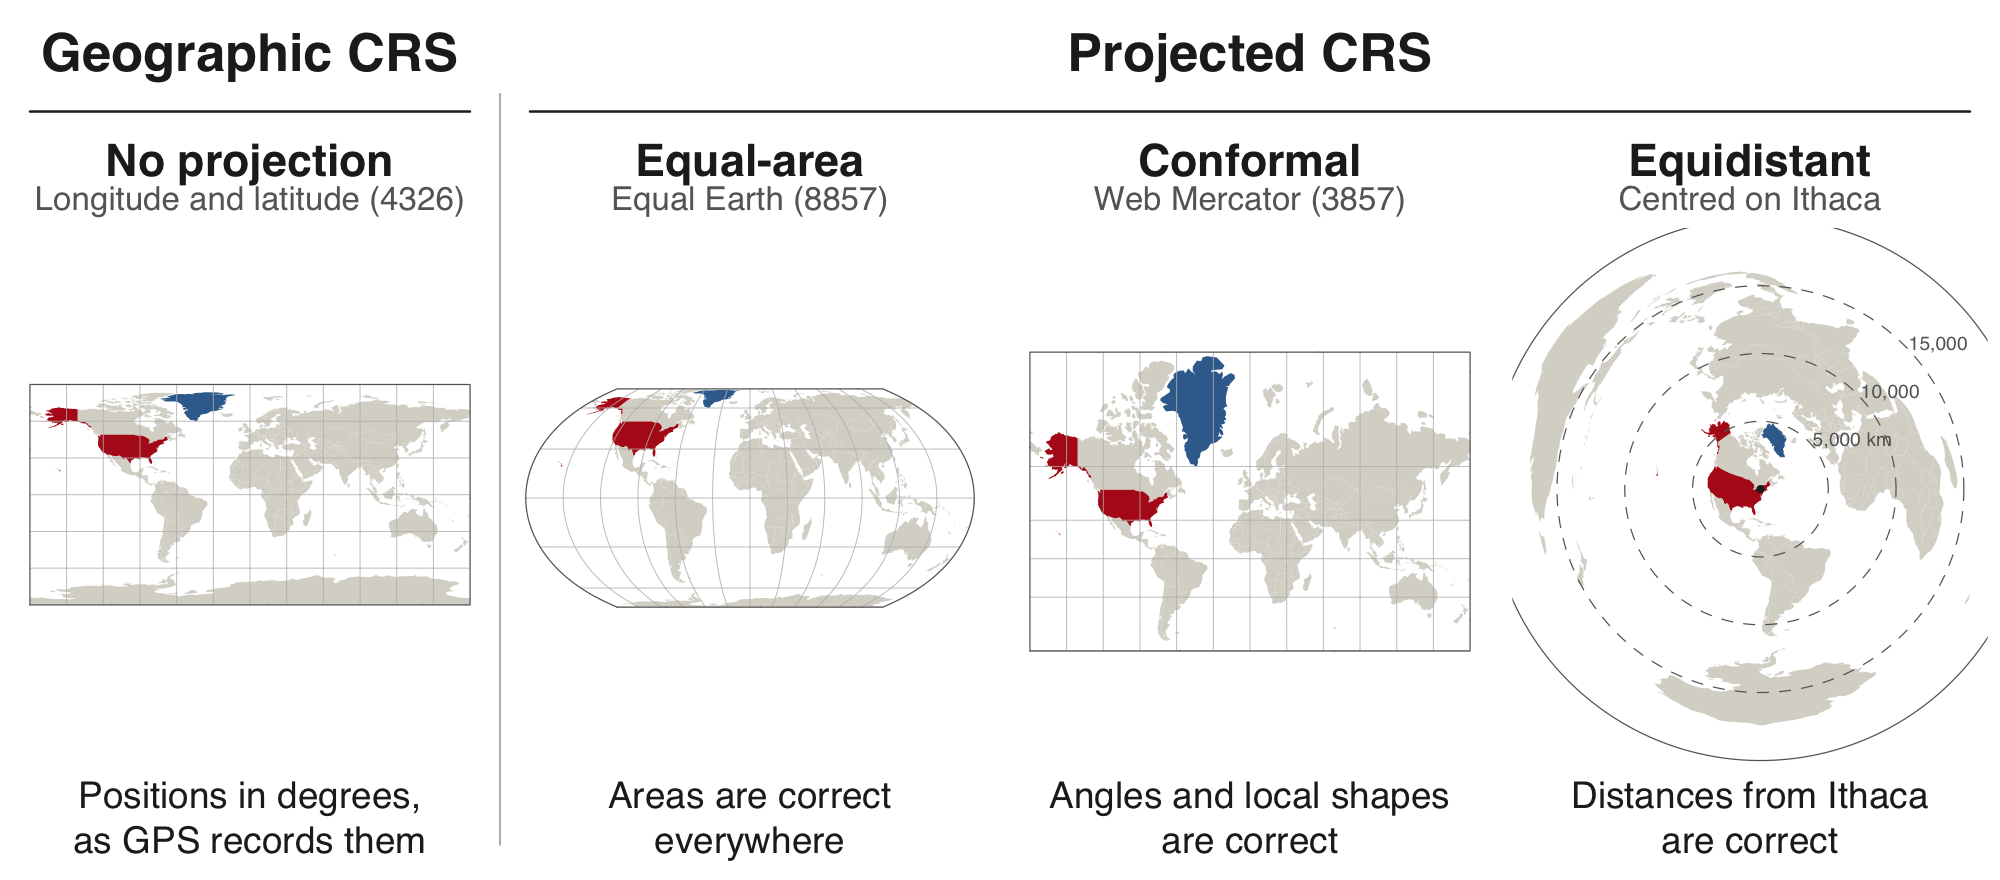 Geographic CRS
Projected CRS
No projection
Longitude and latitude (4326)
Equal-area
Equal Earth (8857)
Conformal
Web Mercator (3857)
Equidistant
Centred on Ithaca
15,000
10,000
5,000 km
Positions in degrees,
as GPS records them
Areas are correct
everywhere
Angles and local shapes
are correct
Distances from Ithaca
are correct